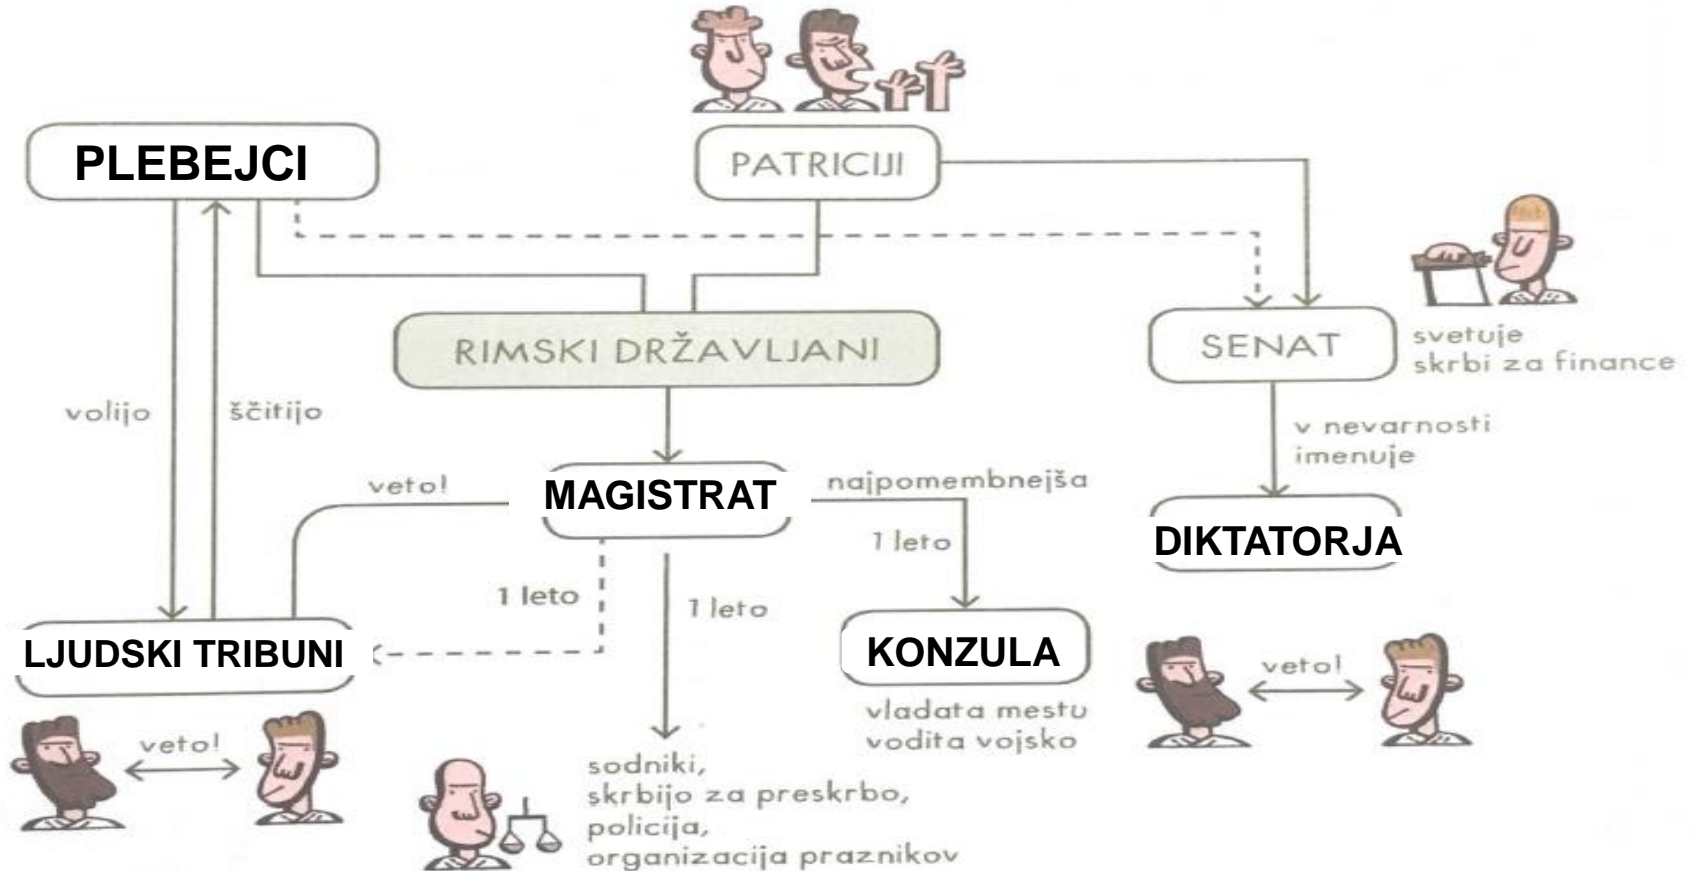 PLEBEJCI
PATRICIJI
RIMSKI DRŽAVLJANI
SENAT
svetuje
skrbi za finance
volijo
ščitijo
v nevarnosti
imenuje
veto!
MAGISTRAT
najpomembnejša
1 leto
DIKTATORJA
1 leto
1 leto
LJUDSKI TRIBUNI
KONZULA
veto!
vladata mestu
vodita vojsko
veto!
sodniki,
skrbijo za preskrbo,
policija,
organizacija praznikov